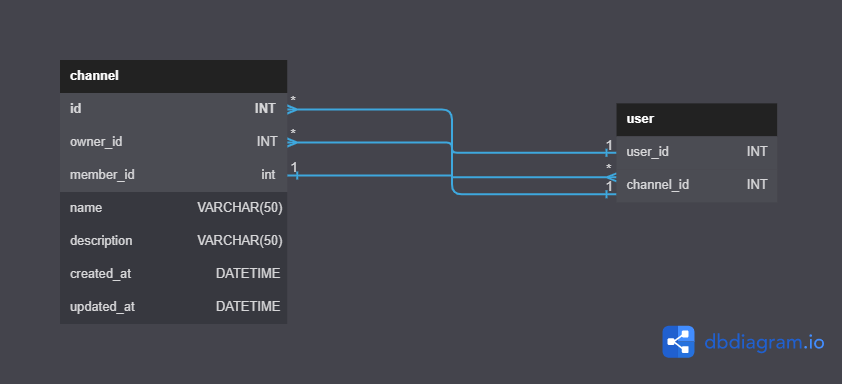 channel
id INT
owner_id INT
member_id int
name VARCHAR(50)
description VARCHAR(50)
created_at DATETIME
updated_at DATETIME
*
*
1
1
*
1
user
user_id INT
channel_id INT
dbdiagram.io